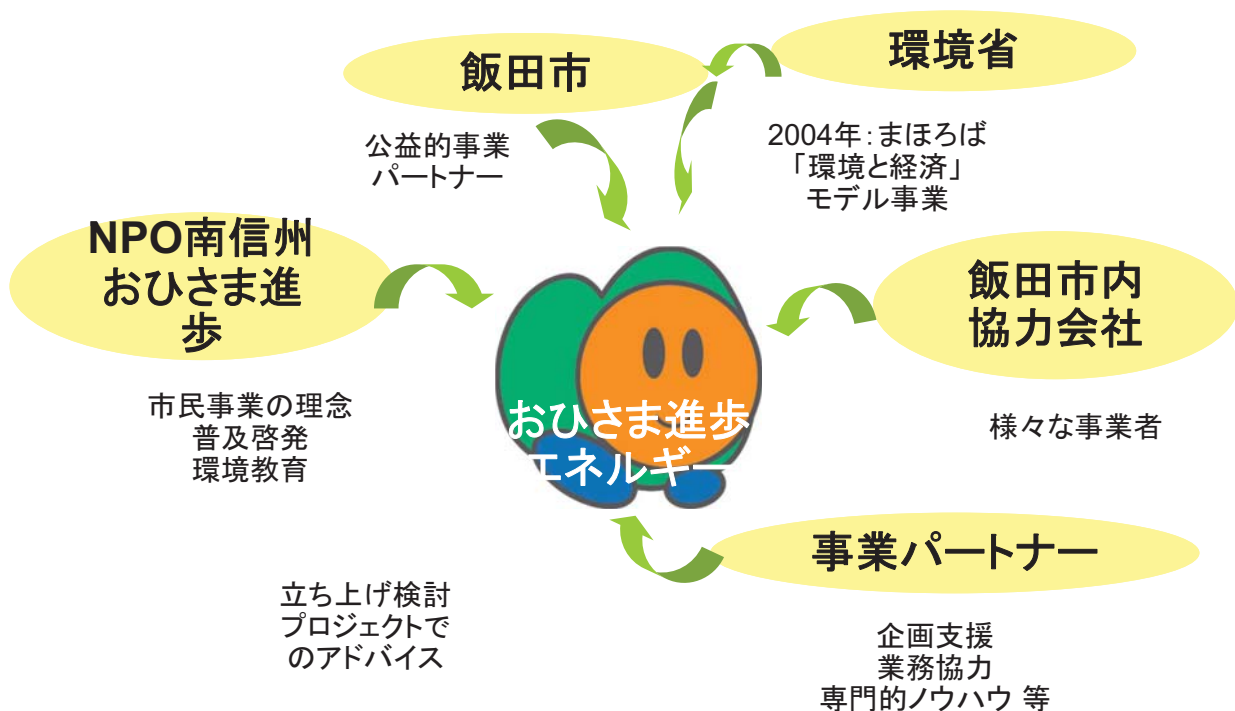 飯田市
環境省
公益的事業
パートナー
2004年：まほろば
「環境と経済」
モデル事業
NPO南信州
おひさま進
歩
飯田市内
協力会社
市民事業の理念
普及啓発
環境教育
おひさま進歩
エネルギー
様々な事業者
事業パートナー
立ち上げ検討
プロジェクトで
のアドバイス
企画支援
業務協力
専門的ノウハウ 等